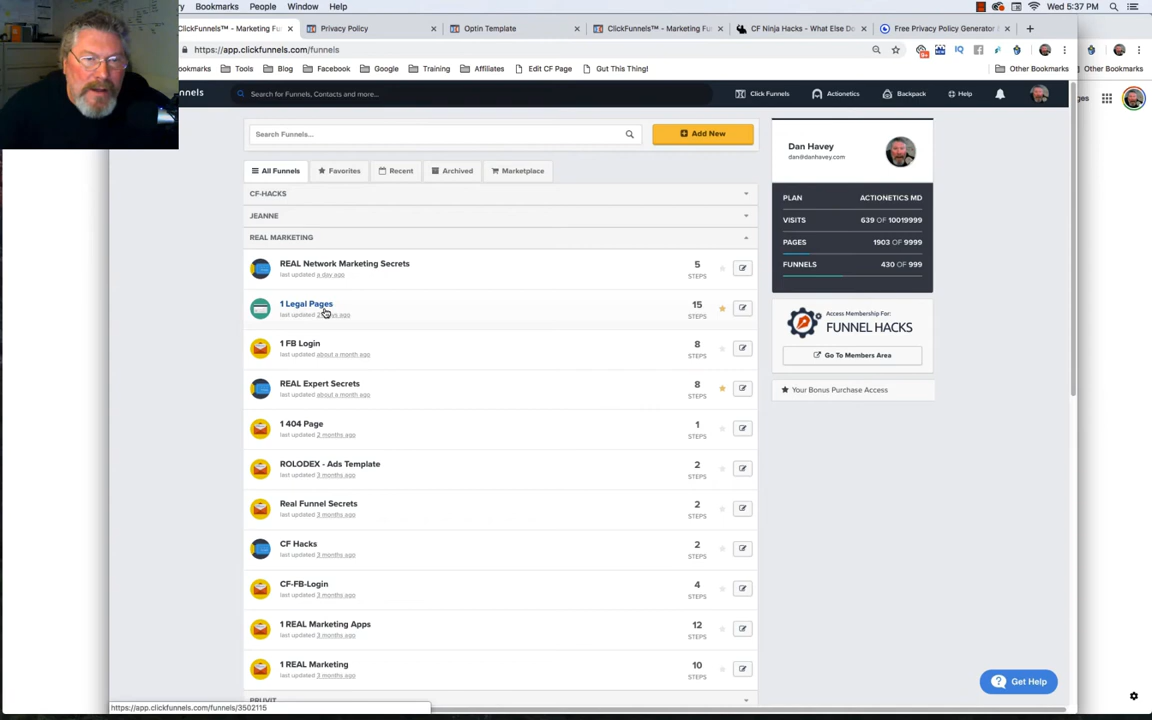 Bookmarks People Window Help
Wed 5:37 PM
ClickFunnels™ - Marketing Fun
Privacy Policy
Optin Template
ClickFunnels™ - Marketing Fu
CF Ninja Hacks - What Else Do
Free Privacy Policy Generator
https://app.clickfunnels.com/funnels
Tools
Blog
Facebook
Google
Training
Affiliates
Edit CF Page
Gut This Thing!
Other Bookmarks
Other Bookmarks
Search for Funnels, Contacts and more...
Click Funnels
Actionetics
Backpack
Help
Search Funnels...
Add New
All Funnels
Favorites
Recent
Archived
Marketplace
CF-HACKS
JEANNE
REAL MARKETING
REAL Network Marketing Secrets
last updated a day ago
5 STEPS
1 Legal Pages
last updated
15 STEPS
1 FB Login
last updated about a month ago
8 STEPS
REAL Expert Secrets
last updated about a month ago
8 STEPS
1 404 Page
last updated 2 months ago
1 STEPS
ROLODEX - Ads Template
last updated 3 months ago
2 STEPS
Real Funnel Secrets
last updated 3 months ago
2 STEPS
CF Hacks
last updated 3 months ago
2 STEPS
CF-FB-Login
last updated 3 months ago
4 STEPS
1 REAL Marketing Apps
last updated 3 months ago
12 STEPS
1 REAL Marketing
last updated 3 months ago
10 STEPS
PRUVIT
Dan Havey
dan@danhavey.com
PLAN ACTIONETICS MD
VISITS 639 OF 10019999
PAGES 1903 OF 9999
FUNNELS 430 OF 999
Access Membership For:
FUNNEL HACKS
Go To Members Area
Your Bonus Purchase Access
Get Help
https://app.clickfunnels.com/funnels/3502115